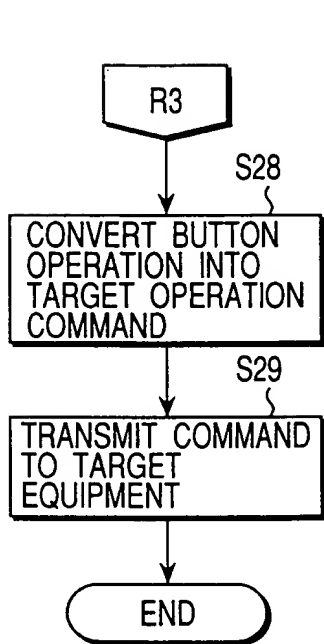 R3
S28
CONVERT BUTTON
OPERATION INTO
TARGET OPERATION
COMMAND
S29
TRANSMIT COMMAND
TO TARGET
EQUIPMENT
END